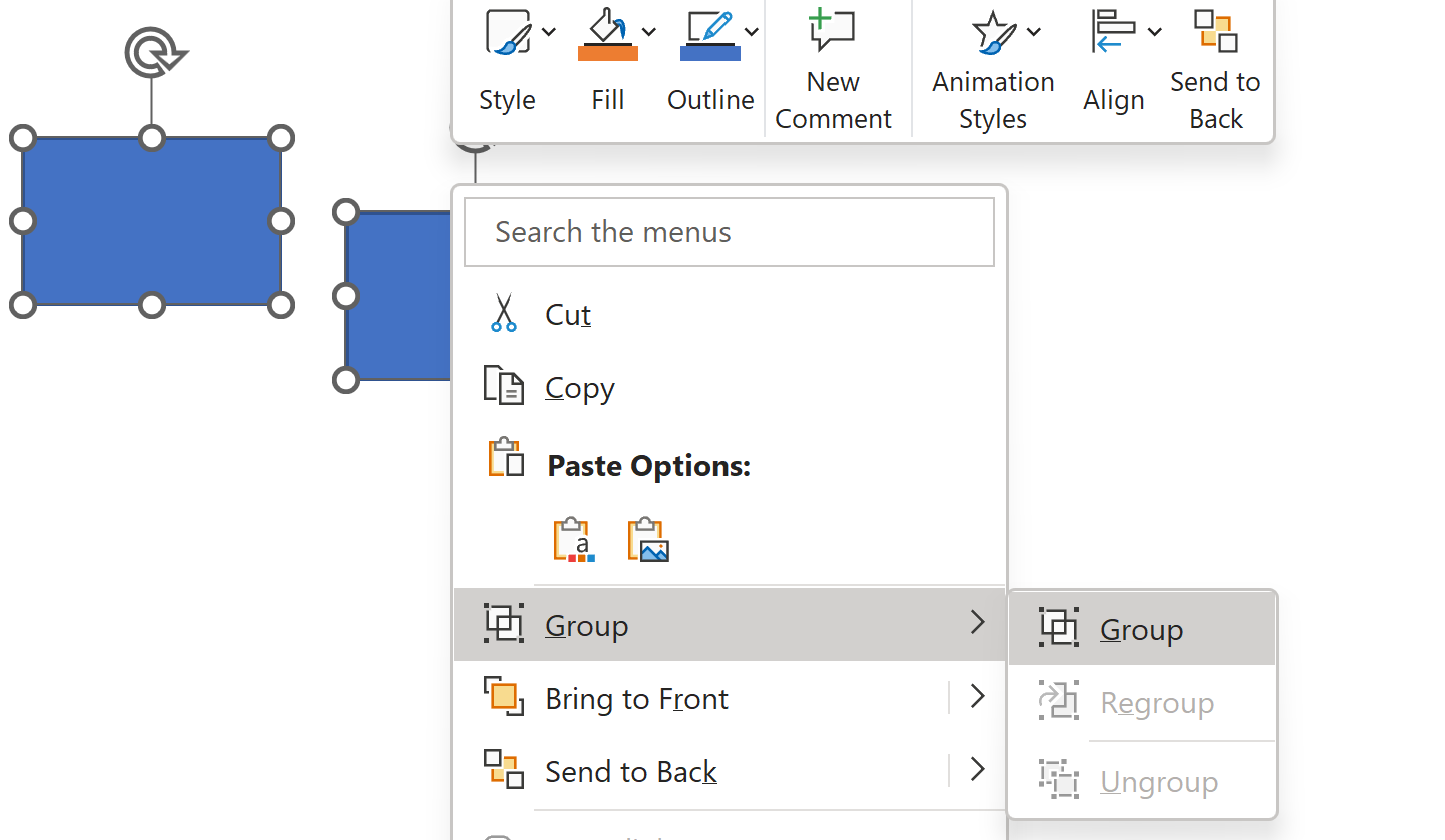 Style
Fill
Outline
New
Comment
Animation
Styles
Align
Send to
Back
Search the menus
Cut
Copy
Paste Options:
a
Group
Bring to Front
Send to Back
Group
Regroup
Ungroup